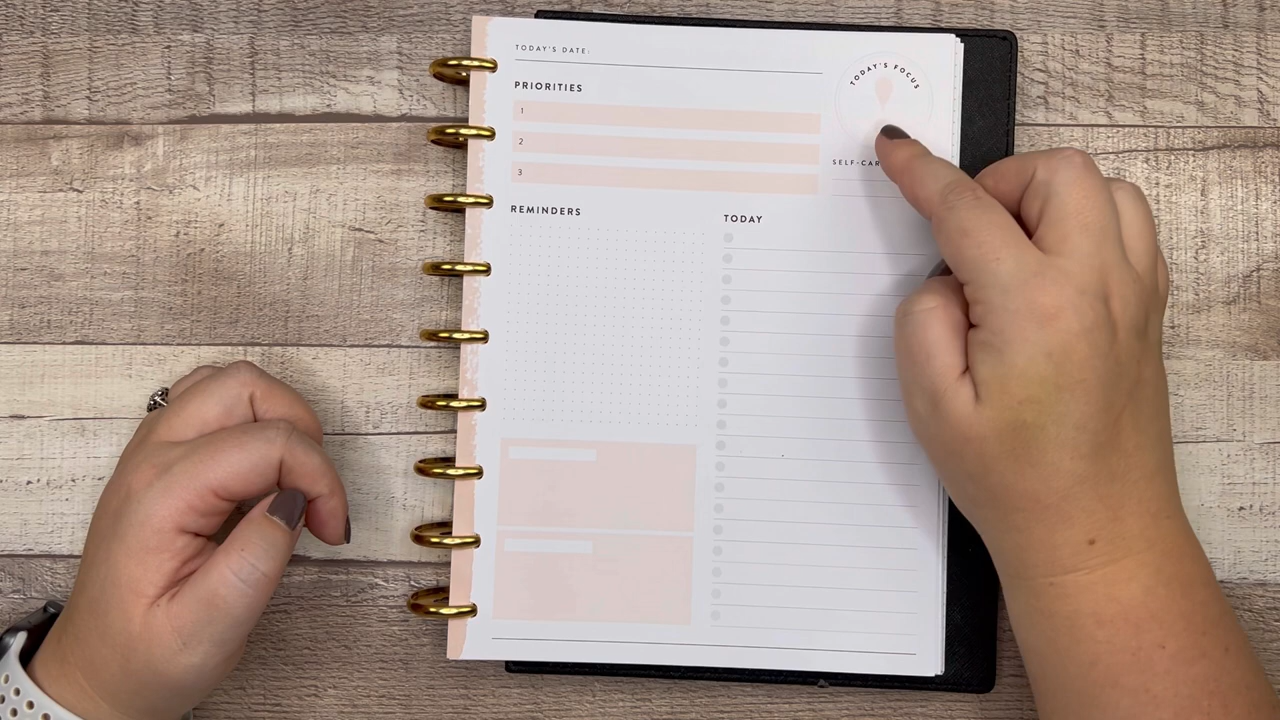 TODAY'S DATE:
TODAY'S FOCUS
PRIORITIES
1
2
3
REMINDERS
TODAY